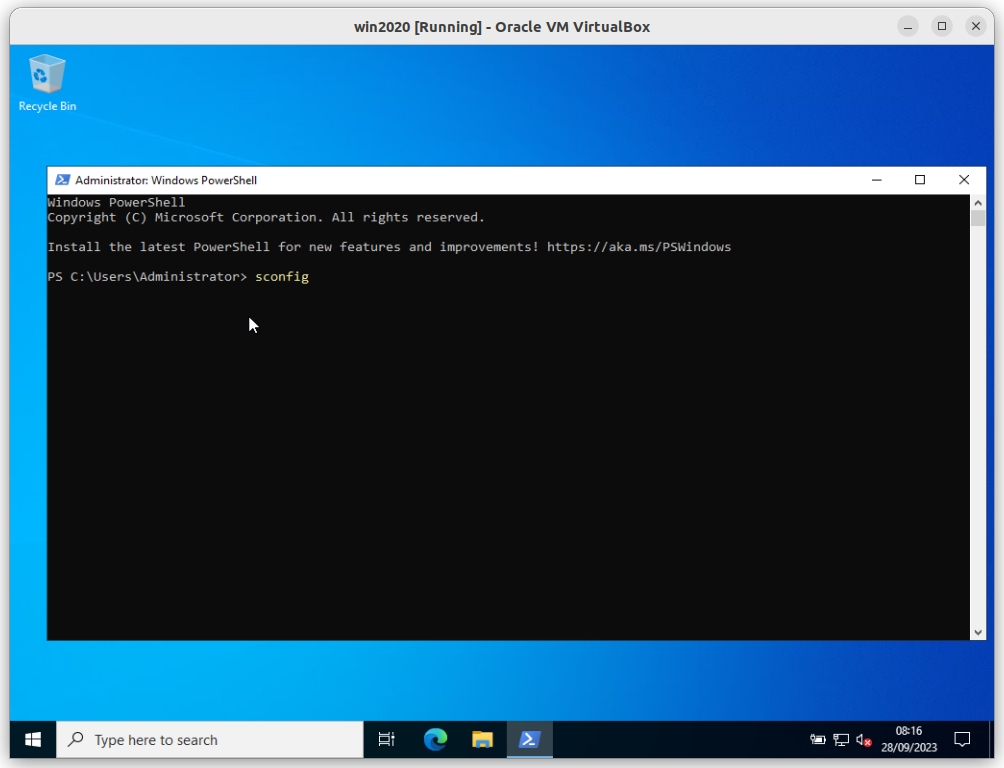 win2020 [Running] - Oracle VM VirtualBox
Recycle Bin
Administrator: Windows PowerShell
Windows PowerShell
Copyright (C) Microsoft Corporation. All rights reserved.
Install the latest PowerShell for new features and improvements! https://aka.ms/PSWindows
PS C:\Users\Administrator> sconfig
Type here to search
08:16
28/09/2023